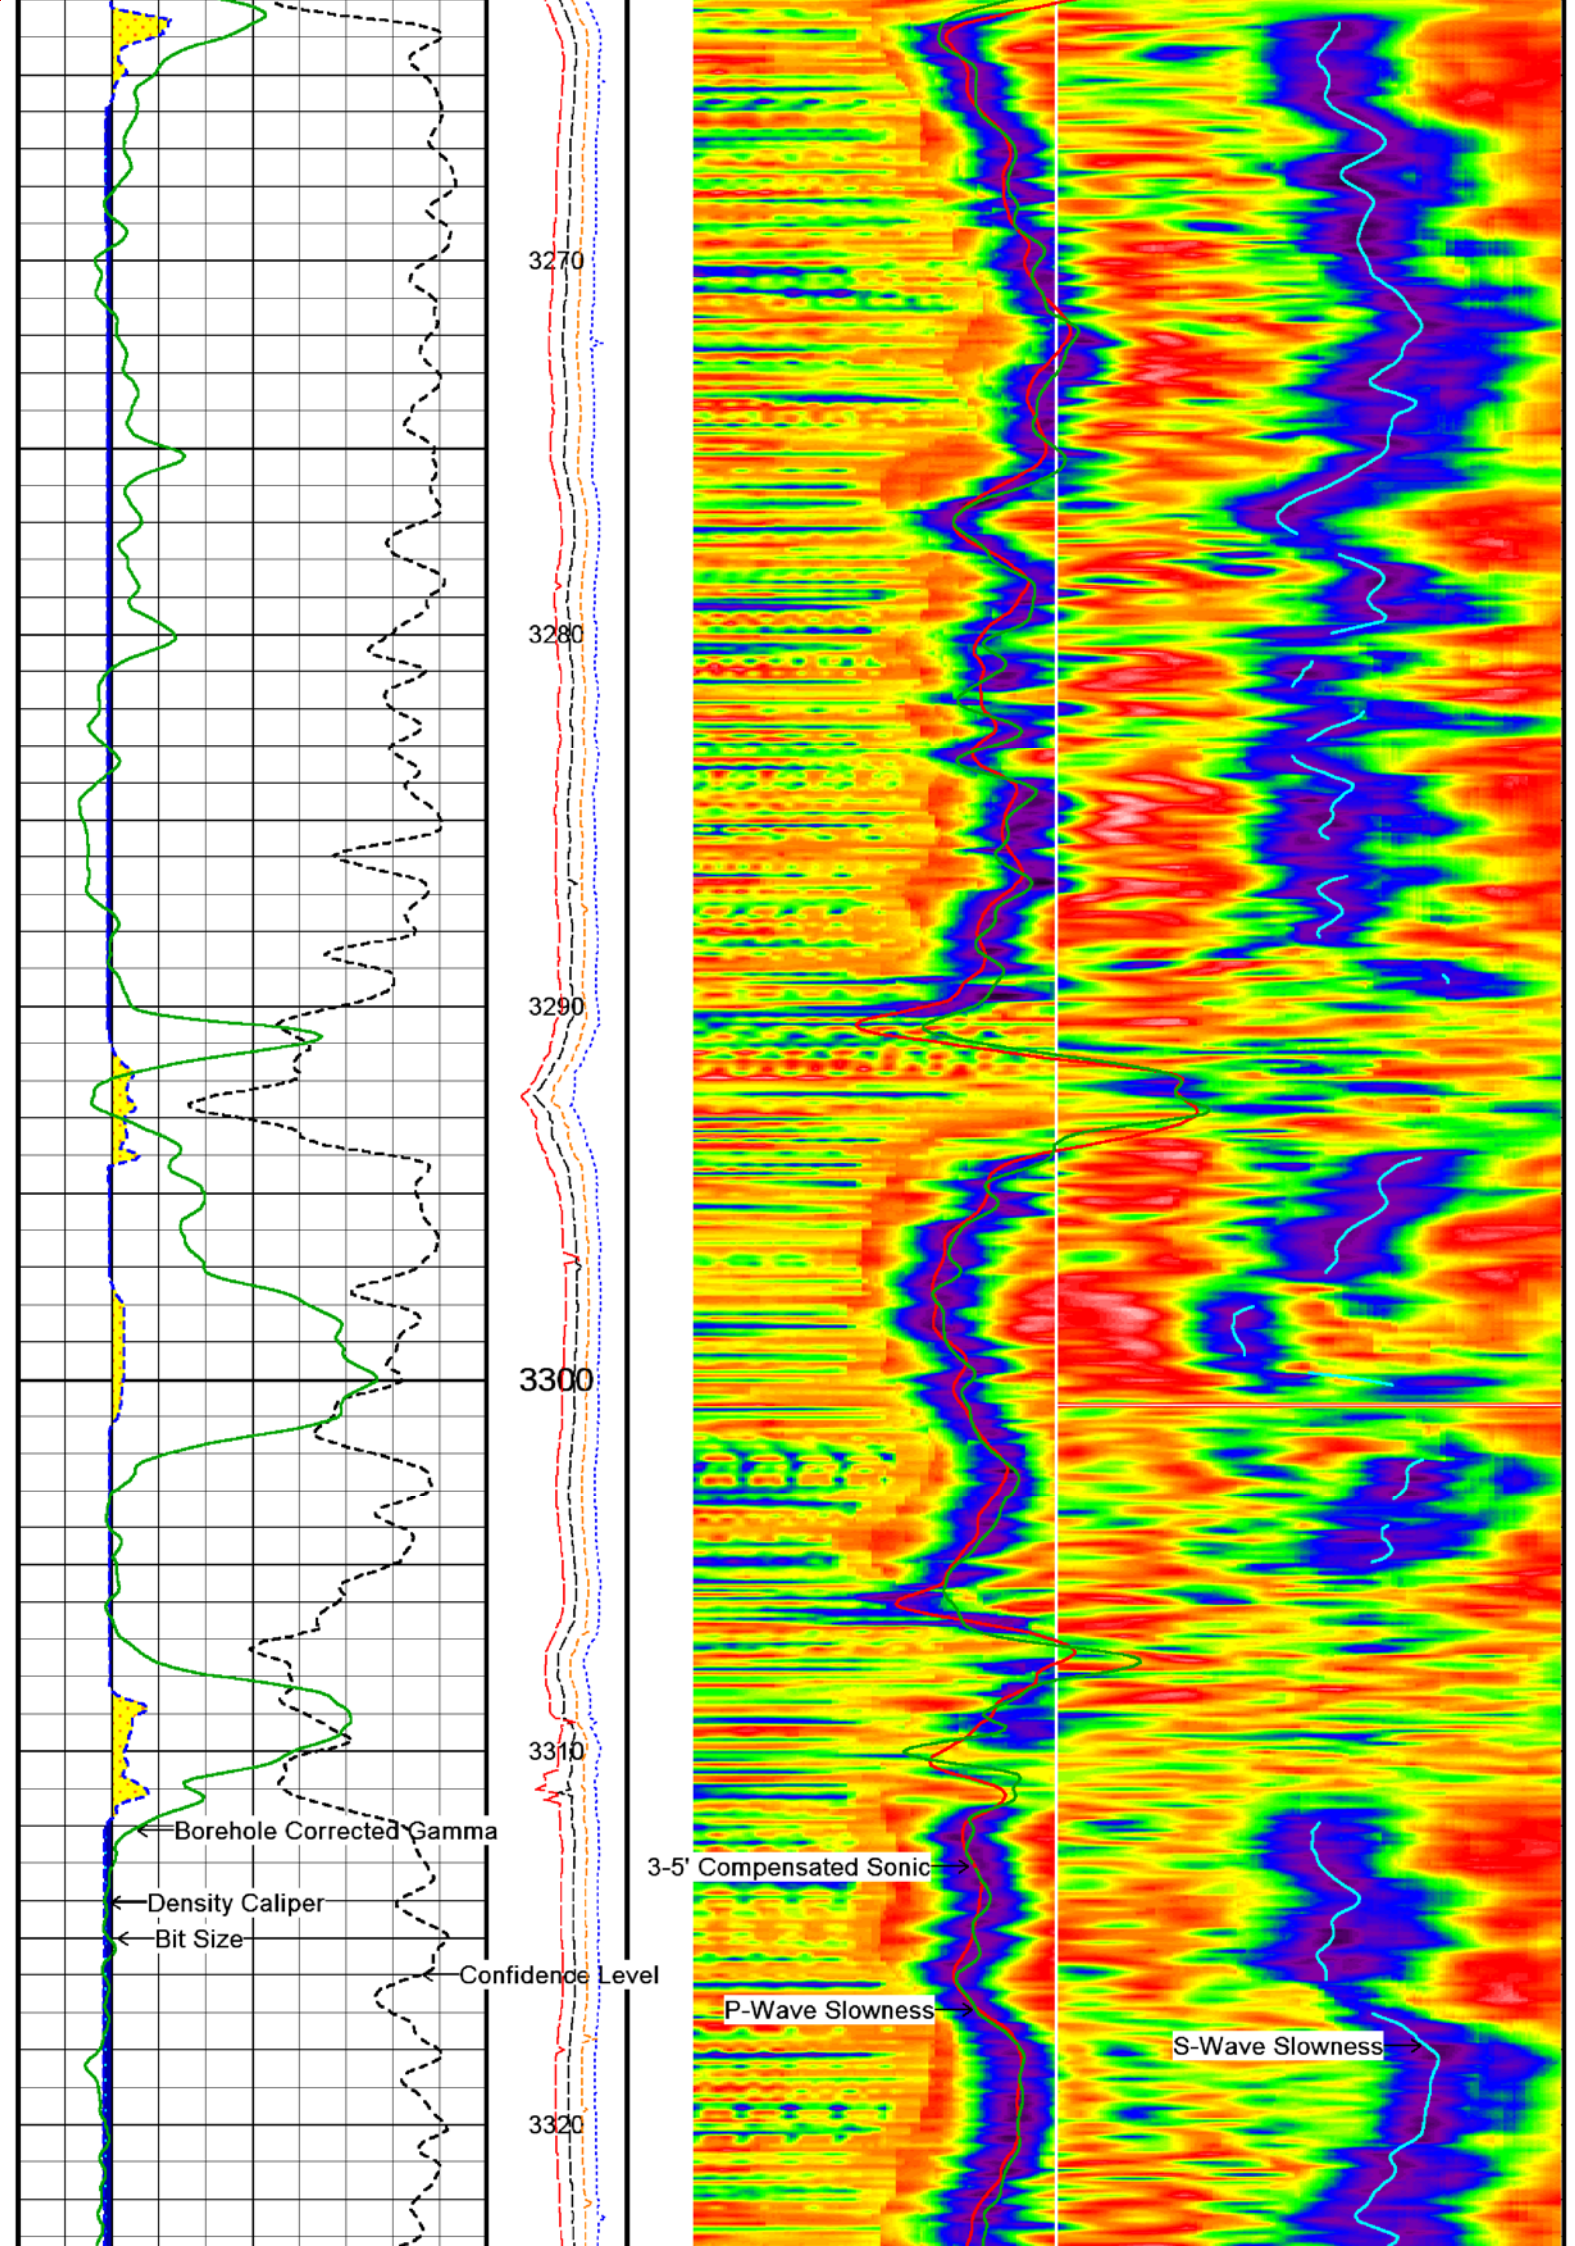 3270
3280
3290
3300
3310
Borehole Corrected Gamma
3-5' Compensated Sonic
Density Caliper
Bit Size
Confidence Level
P-Wave Slowness
S-Wave Slowness
3320